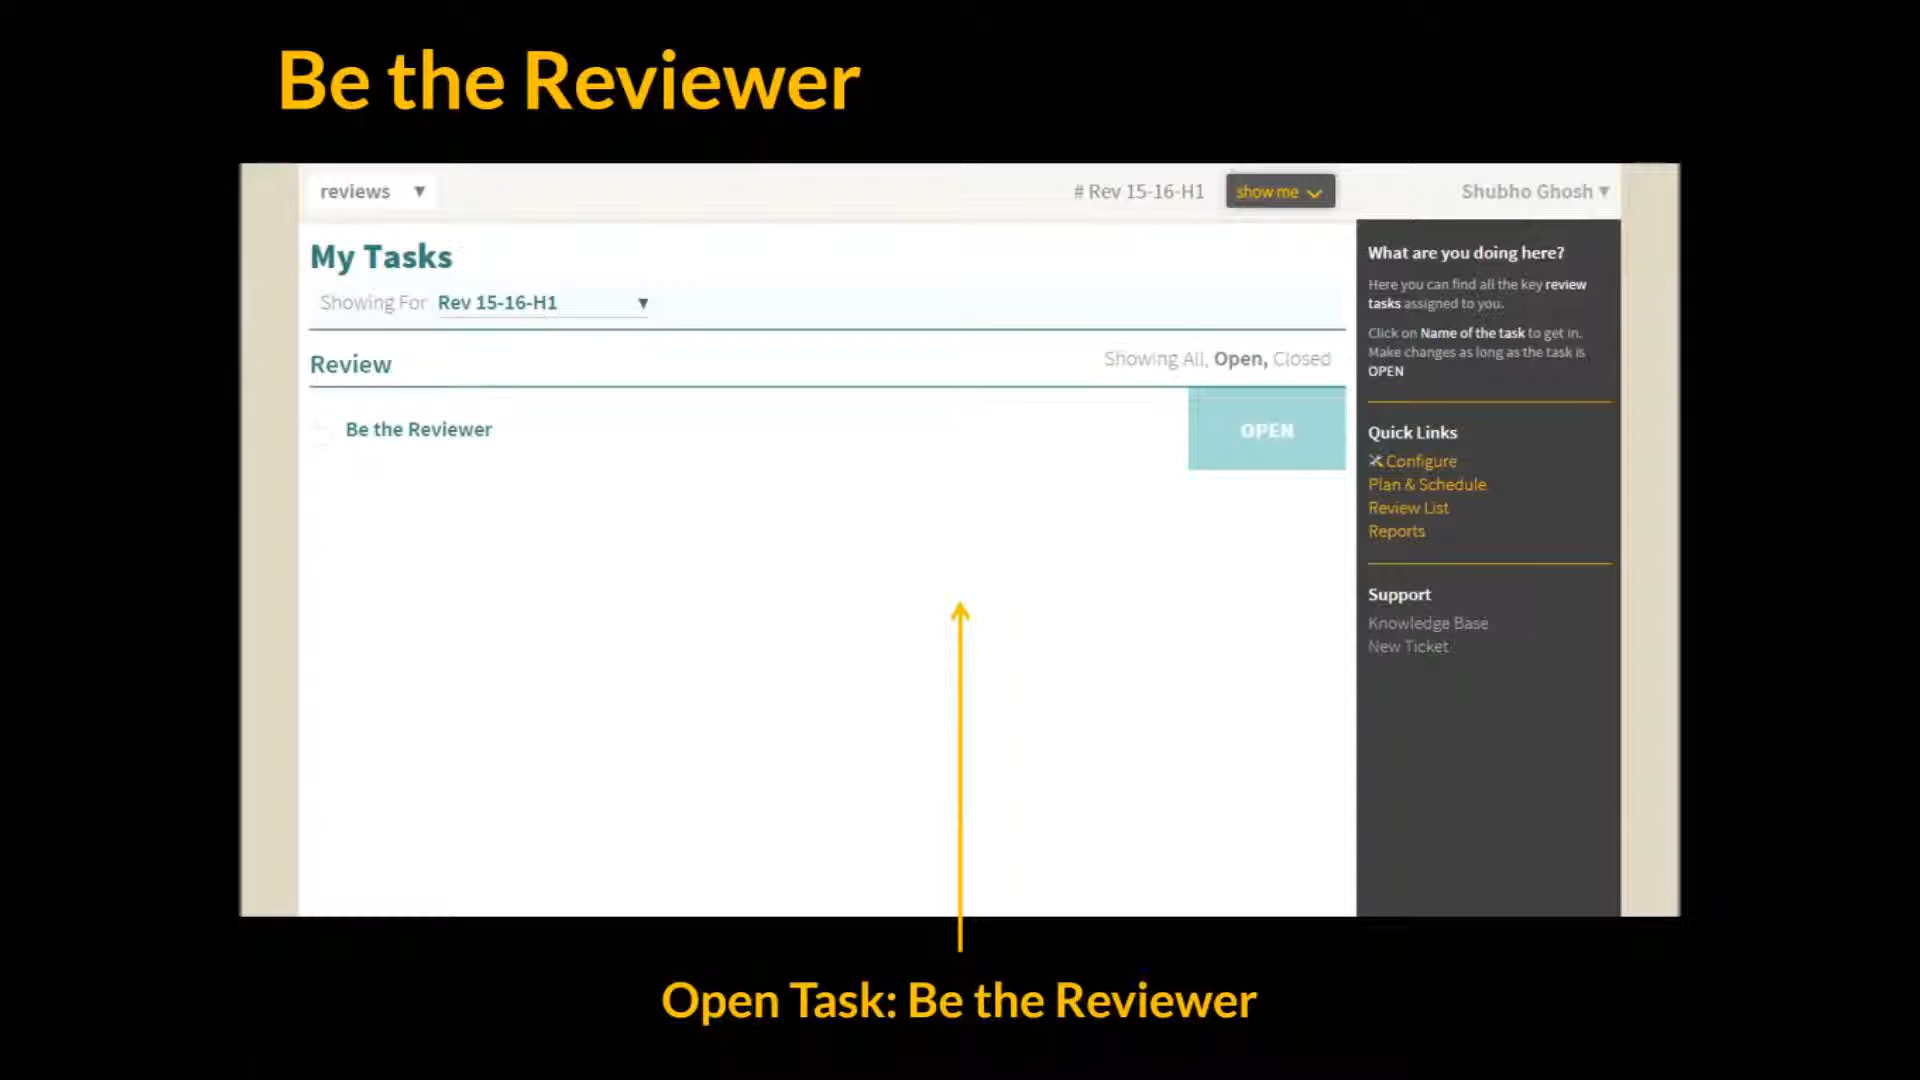 Be the Reviewer
reviews ▼
# Rev 15-16-H1
show me
Shubho Ghosh ▼
My Tasks
Showing For Rev 15-16-H1 ▼
Review
Showing All, Open, Closed
Be the Reviewer
OPEN
What are you doing here?
Here you can find all the key review
tasks assigned to you.
Click on Name of the task to get in.
Make changes as long as the task is
OPEN
Quick Links
Configure
Plan & Schedule
Review List
Reports
Support
Knowledge Base
New Ticket
Open Task: Be the Reviewer